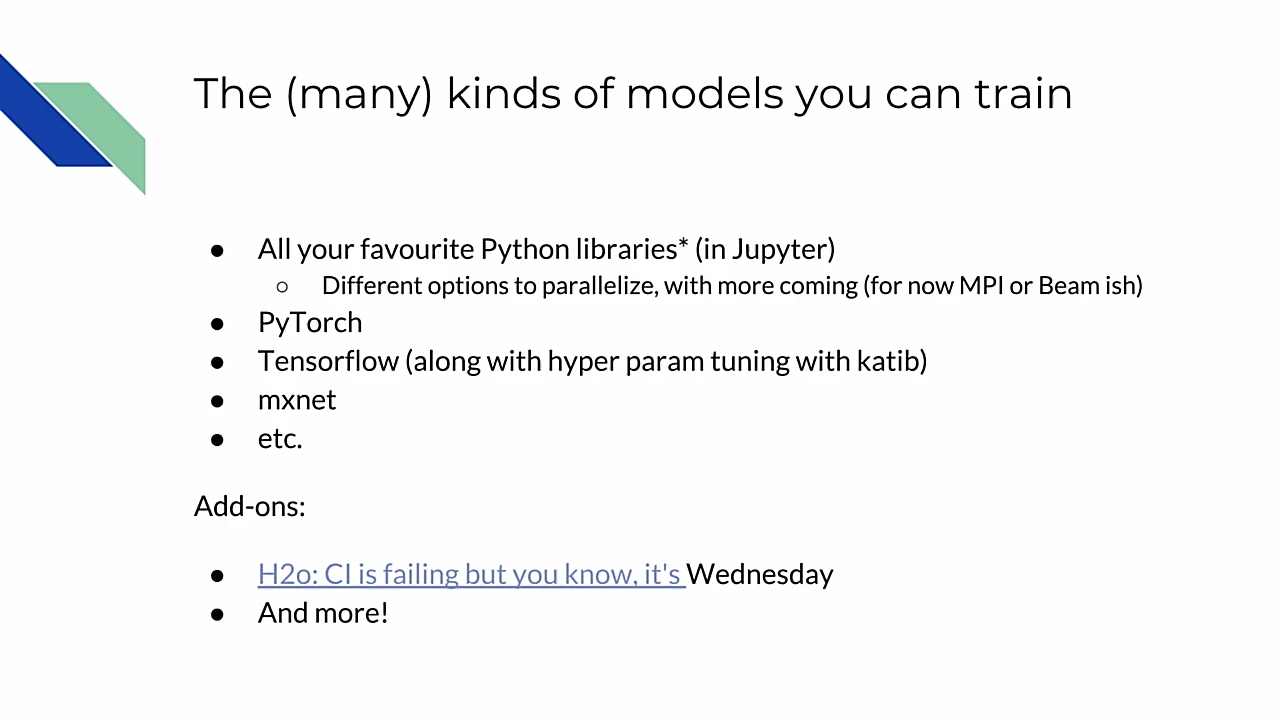 The (many) kinds of models you can train
● All your favourite Python libraries* (in Jupyter)
○ Different options to parallelize, with more coming (for now MPI or Beam ish)
● PyTorch
● Tensorflow (along with hyper param tuning with katib)
● mxnet
● etc.
Add-ons:
● H2o: CI is failing but you know, it's Wednesday
● And more!